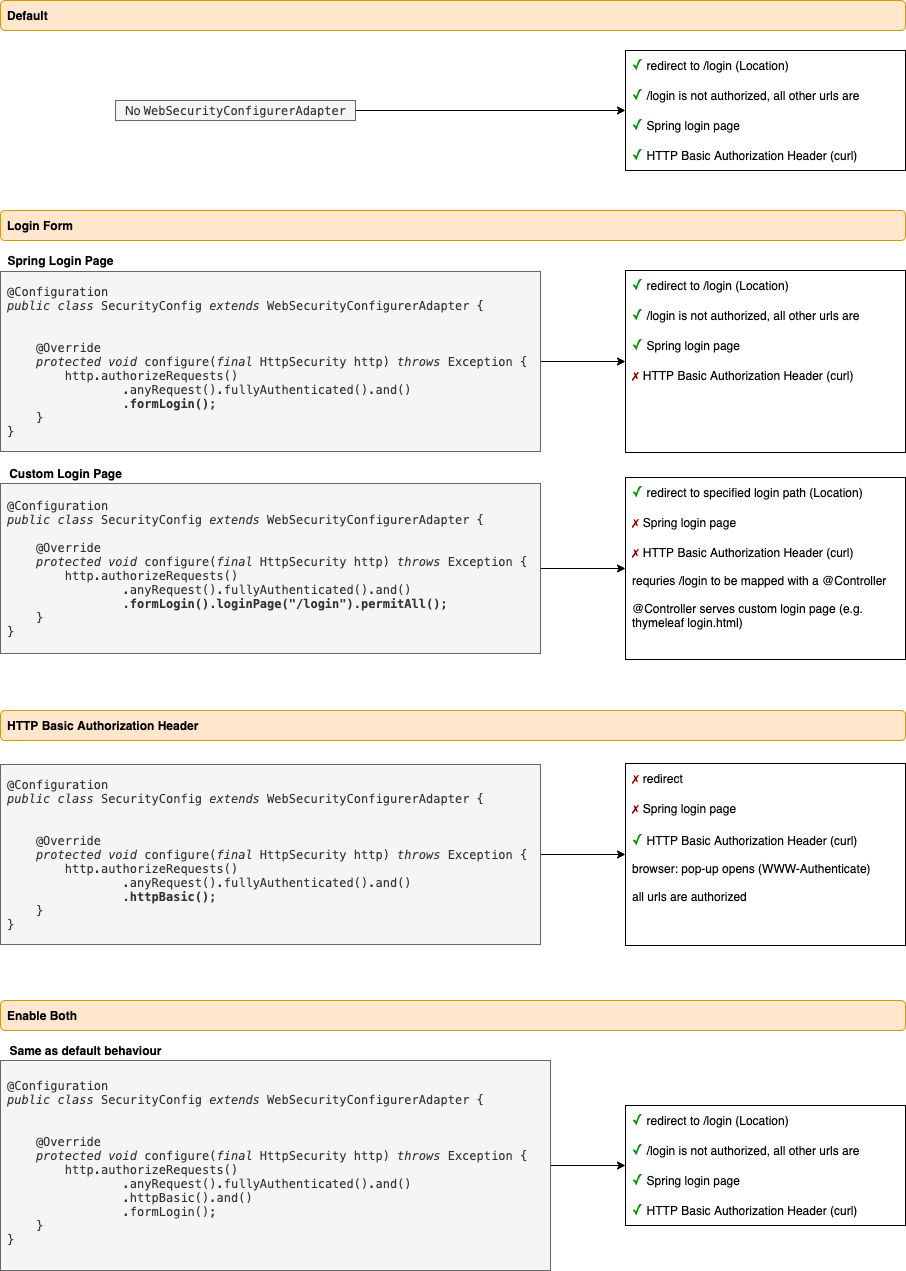 Default
No WebSecurityConfigurerAdapter
✓ redirect to /login (Location)
✓ /login is not authorized, all other urls are
✓ Spring login page
✓ HTTP Basic Authorization Header (curl)
Login Form
Spring Login Page
@Configuration
public class SecurityConfig extends WebSecurityConfigurerAdapter {
@Override
protected void configure(final HttpSecurity http) throws Exception {
http.authorizeRequests()
.anyRequest().fullyAuthenticated().and()
.formLogin();
}
}
✓ redirect to /login (Location)
✓ /login is not authorized, all other urls are
✓ Spring login page
✗ HTTP Basic Authorization Header (curl)
Custom Login Page
@Configuration
public class SecurityConfig extends WebSecurityConfigurerAdapter {
@Override
protected void configure(final HttpSecurity http) throws Exception {
http.authorizeRequests()
.anyRequest().fullyAuthenticated().and()
.formLogin().loginPage("/login").permitAll();
}
}
✓ redirect to specified login path (Location)
✗ Spring login page
✗ HTTP Basic Authorization Header (curl)
requries /login to be mapped with a @Controller
@Controller serves custom login page (e.g.
thymeleaf login.html)
HTTP Basic Authorization Header
@Configuration
public class SecurityConfig extends WebSecurityConfigurerAdapter {
@Override
protected void configure(final HttpSecurity http) throws Exception {
http.authorizeRequests()
.anyRequest().fullyAuthenticated().and()
.httpBasic();
}
}
✗ redirect
✗ Spring login page
✓ HTTP Basic Authorization Header (curl)
browser: pop-up opens (WWW-Authenticate)
all urls are authorized
Enable Both
Same as default behaviour
@Configuration
public class SecurityConfig extends WebSecurityConfigurerAdapter {
@Override
protected void configure(final HttpSecurity http) throws Exception {
http.authorizeRequests()
.anyRequest().fullyAuthenticated().and()
.httpBasic().and()
.formLogin();
}
}
✓ redirect to /login (Location)
✓ /login is not authorized, all other urls are
✓ Spring login page
✓ HTTP Basic Authorization Header (curl)